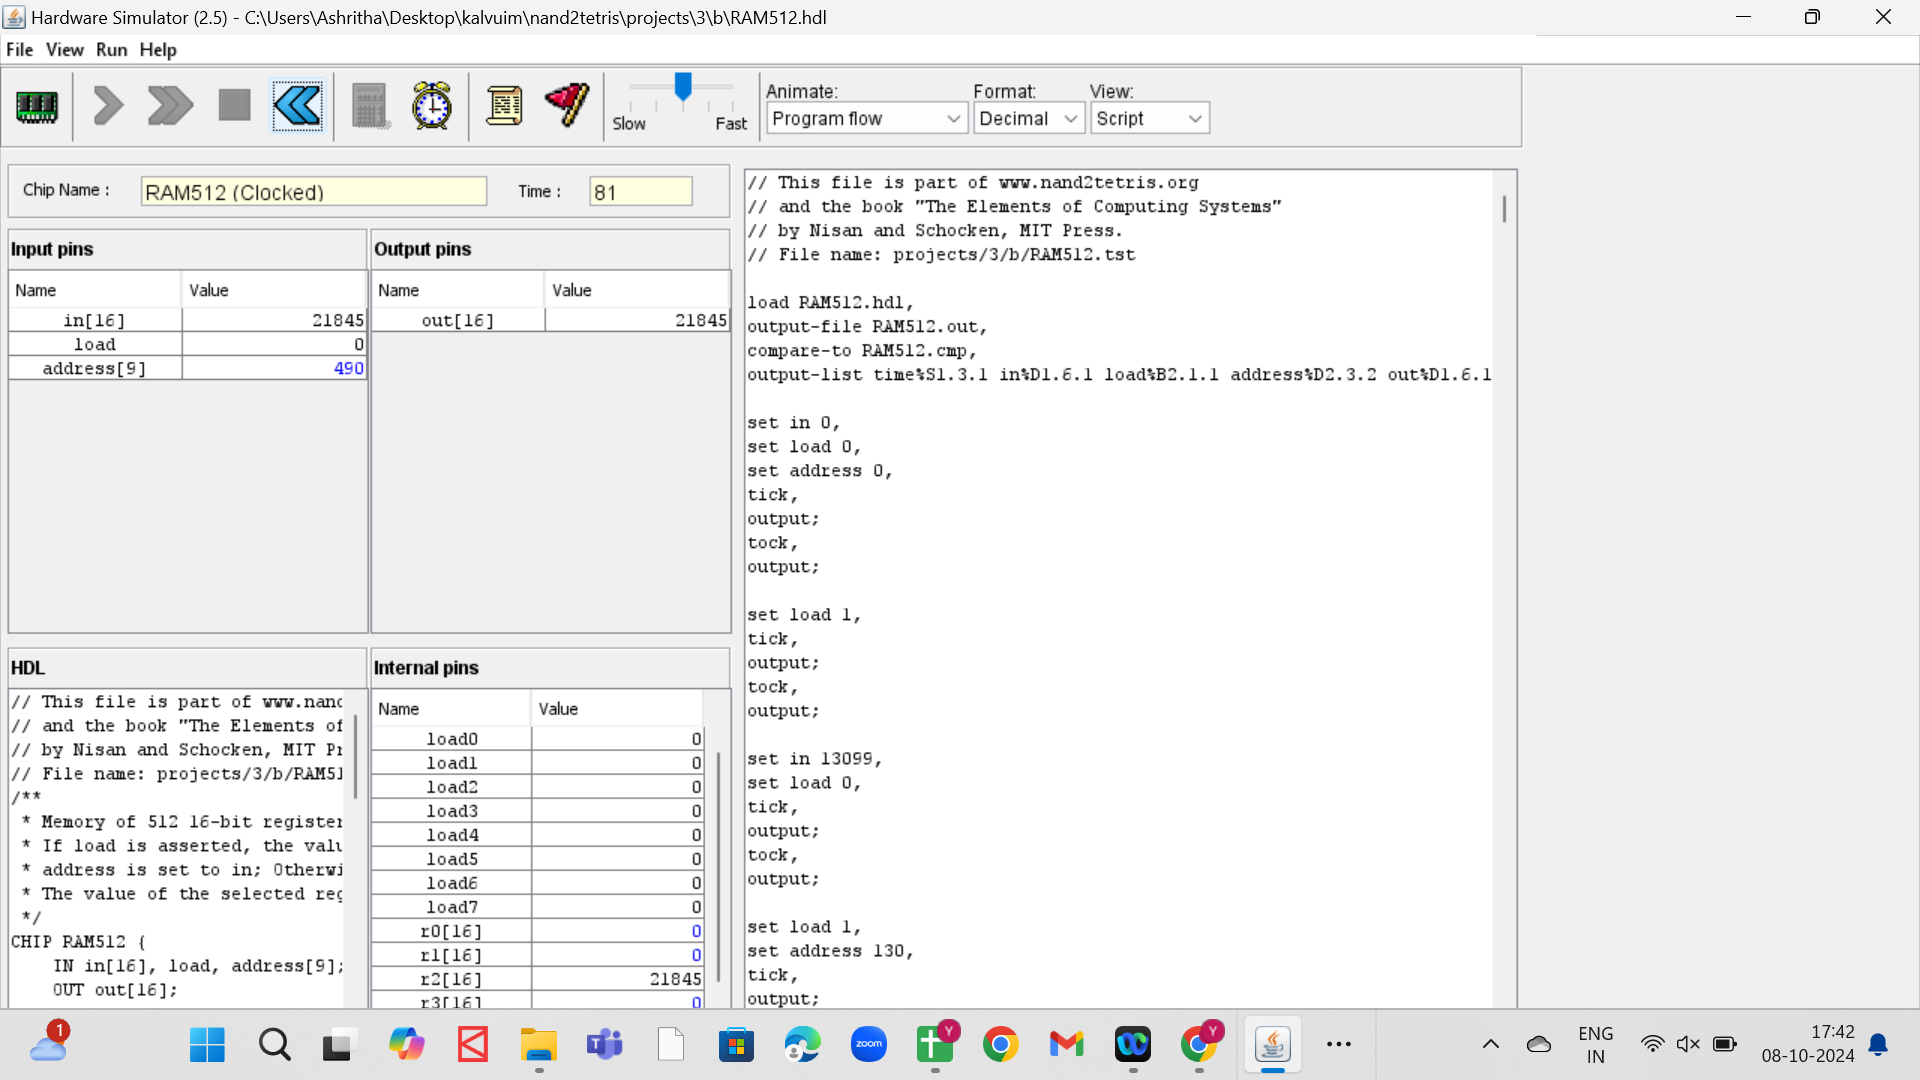 Hardware Simulator (2.5) - C:\Users\Ashritha\Desktop\kalvuim\nand2tetris\projects\3\b\RAM512.hdl
File View Run Help
Slow
Fast
Animate:
Program flow
Format:
Decimal
View:
Script
Chip Name :
RAM512 (Clocked)
Time :
81
Input pins
Name Value
in[16] 21845
load 0
address[9] 490
Output pins
Name Value
out[16] 21845
HDL
// This file is part of www.nand
// and the book "The Elements of
// by Nisan and Schocken, MIT Pr
// File name: projects/3/b/RAM51
/**
* Memory of 512 16-bit register
* If load is asserted, the valu
* address is set to in; Otherwi
* The value of the selected reg
*/
CHIP RAM512 {
IN in[16], load, address[9];
OUT out[16];
Internal pins
Name Value
load0 0
load1 0
load2 0
load3 0
load4 0
load5 0
load6 0
load7 0
r0[16] 0
r1[16] 0
r2[16] 21845
r3[16] 0
// This file is part of www.nand2tetris.org
// and the book "The Elements of Computing Systems"
// by Nisan and Schocken, MIT Press.
// File name: projects/3/b/RAM512.tst
load RAM512.hdl,
output-file RAM512.out,
compare-to RAM512.cmp,
output-list time%S1.3.1 in%D1.6.1 load%B2.1.1 address%D2.3.2 out%D1.6.1
set in 0,
set load 0,
set address 0,
tick,
output;
tock,
output;
set load 1,
tick,
output;
tock,
output;
set in 13099,
set load 0,
tick,
output;
tock,
output;
set load 1,
set address 130,
tick,
output;
1
zoom
Y
Y
ENG
IN
17:42
08-10-2024